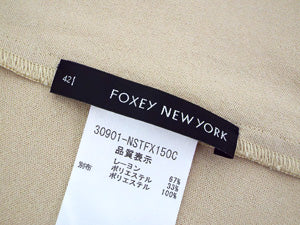 42
FOXEY NEW YORK
30901-NSTFX150C
品質表示
レーヨン 67%
ポリエステル 33%
別布 ポリエステル 100%